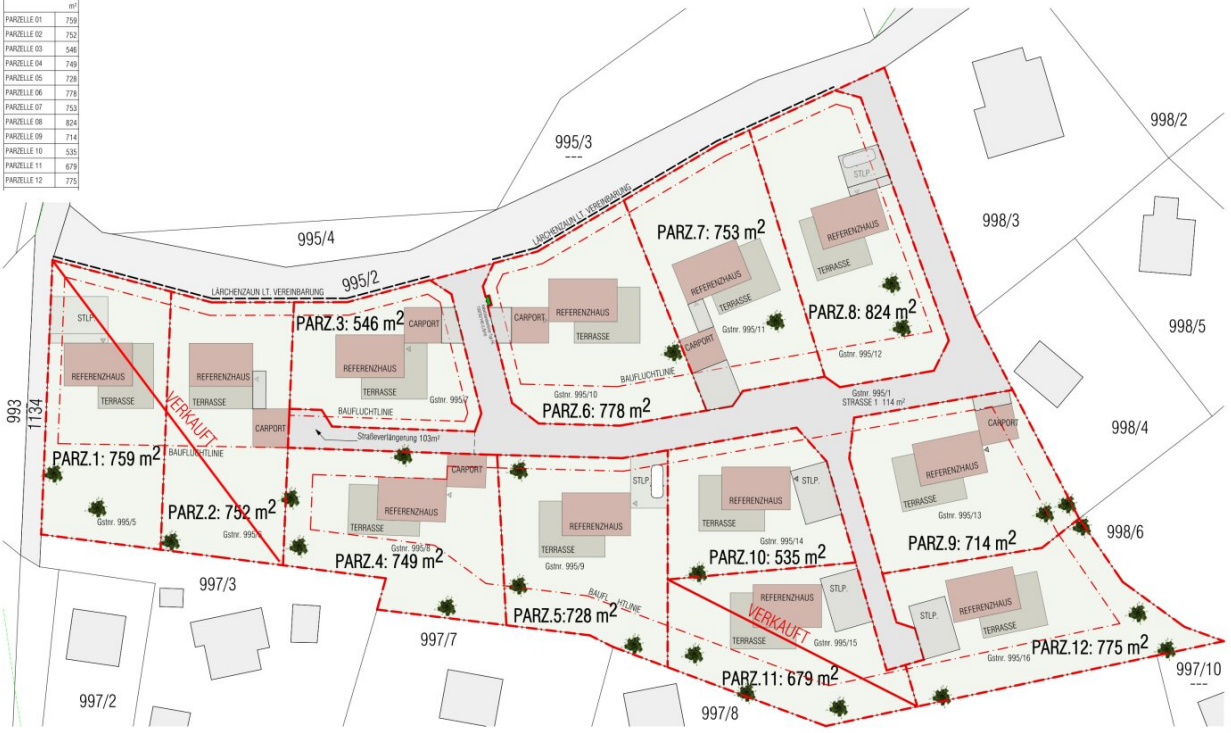 m²
PARZELLE 01 759
PARZELLE 02 752
PARZELLE 03 546
PARZELLE 04 749
PARZELLE 05 728
PARZELLE 06 778
PARZELLE 07 753
PARZELLE 08 824
PARZELLE 09 714
PARZELLE 10 535
PARZELLE 11 679
PARZELLE 12 775
995/3
998/2
998/3
995/4
995/2
998/5
998/4
998/6
993
1134
997/3
997/2
997/7
997/8
997/10
LÄRCHENZAUN LT. VEREINBARUNG
LÄRCHENZAUN LT. VEREINBARUNG
STLP.
REFERENZHAUS
TERRASSE
PARZ.1: 759 m²
Gstnr. 995/5
VERKAUFT
REFERENZHAUS
TERRASSE
CARPORT
BAUFLUCHTLINIE
PARZ.2: 752 m²
Gstnr. 995/6
PARZ.3: 546 m²
CARPORT
REFERENZHAUS
TERRASSE
Gstnr. 995/7
BAUFLUCHTLINIE
Straßeverlängerung 103m²
CARPORT
REFERENZHAUS
TERRASSE
Gstnr. 995/8
PARZ.4: 749 m²
STLP.
REFERENZHAUS
TERRASSE
Gstnr. 995/9
PARZ.5:728 m²
BAUFLUCHTLINIE
CARPORT
REFERENZHAUS
TERRASSE
BAUFLUCHTLINIE
Gstnr. 995/10
PARZ.6: 778 m²
PARZ.7: 753 m²
REFERENZHAUS
TERRASSE
Gstnr. 995/11
CARPORT
STLP.
REFERENZHAUS
TERRASSE
PARZ.8: 824 m²
Gstnr. 995/12
Gstnr. 995/1
STRASSE 1 114 m²
CARPORT
REFERENZHAUS
TERRASSE
Gstnr. 995/13
PARZ.9: 714 m²
REFERENZHAUS
STLP.
TERRASSE
Gstnr. 995/14
PARZ.10: 535 m²
STLP.
REFERENZHAUS
VERKAUFT
TERRASSE
Gstnr. 995/15
PARZ.11: 679 m²
STLP.
REFERENZHAUS
TERRASSE
Gstnr. 995/16
PARZ.12: 775 m²